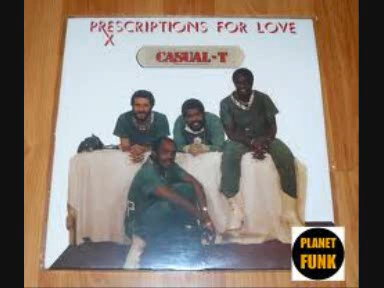 PRESCRIPTIONS FOR LOVE
X
CASUAL-T
PLANET
FUNK